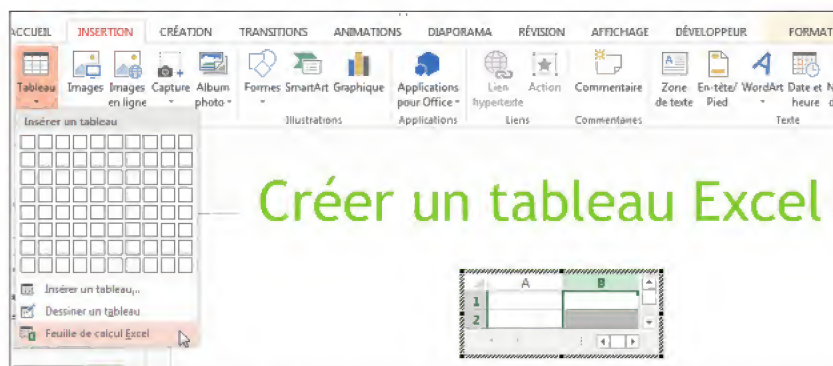 ACCUEIL INSERTION CRÉATION TRANSITIONS ANIMATIONS DIAPORAMA RÉVISION AFFICHAGE DÉVELOPPEUR FORMAT
Tableau Images Images Capture Album Formes SmartArt Graphique Applications Lien Action Commentaire Zone En-tête/ WordArt Date et N
en ligne photo pour Office hypertexte de texte Pied heure d
Illustrations Applications Liens Commentaires Texte
Insérer un tableau
Créer un tableau Excel
A B
1
2
Insérer un tableau...
Dessiner un tableau
Feuille de calcul Excel